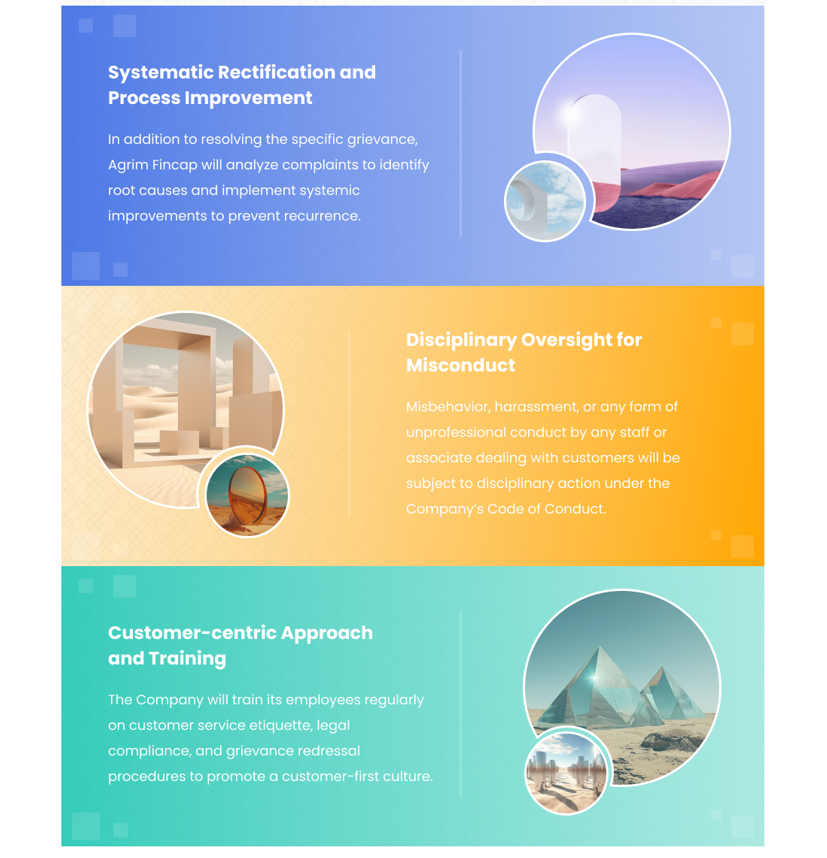 Systematic Rectification and
Process Improvement
In addition to resolving the specific grievance,
Agrim Fincap will analyze complaints to identify
root causes and implement systemic
improvements to prevent recurrence.
Disciplinary Oversight for
Misconduct
Misbehavior, harassment, or any form of
unprofessional conduct by any staff or
associate dealing with customers will be
subject to disciplinary action under the
Company’s Code of Conduct.
Customer-centric Approach
and Training
The Company will train its employees regularly
on customer service etiquette, legal
compliance, and grievance redressal
procedures to promote a customer-first culture.